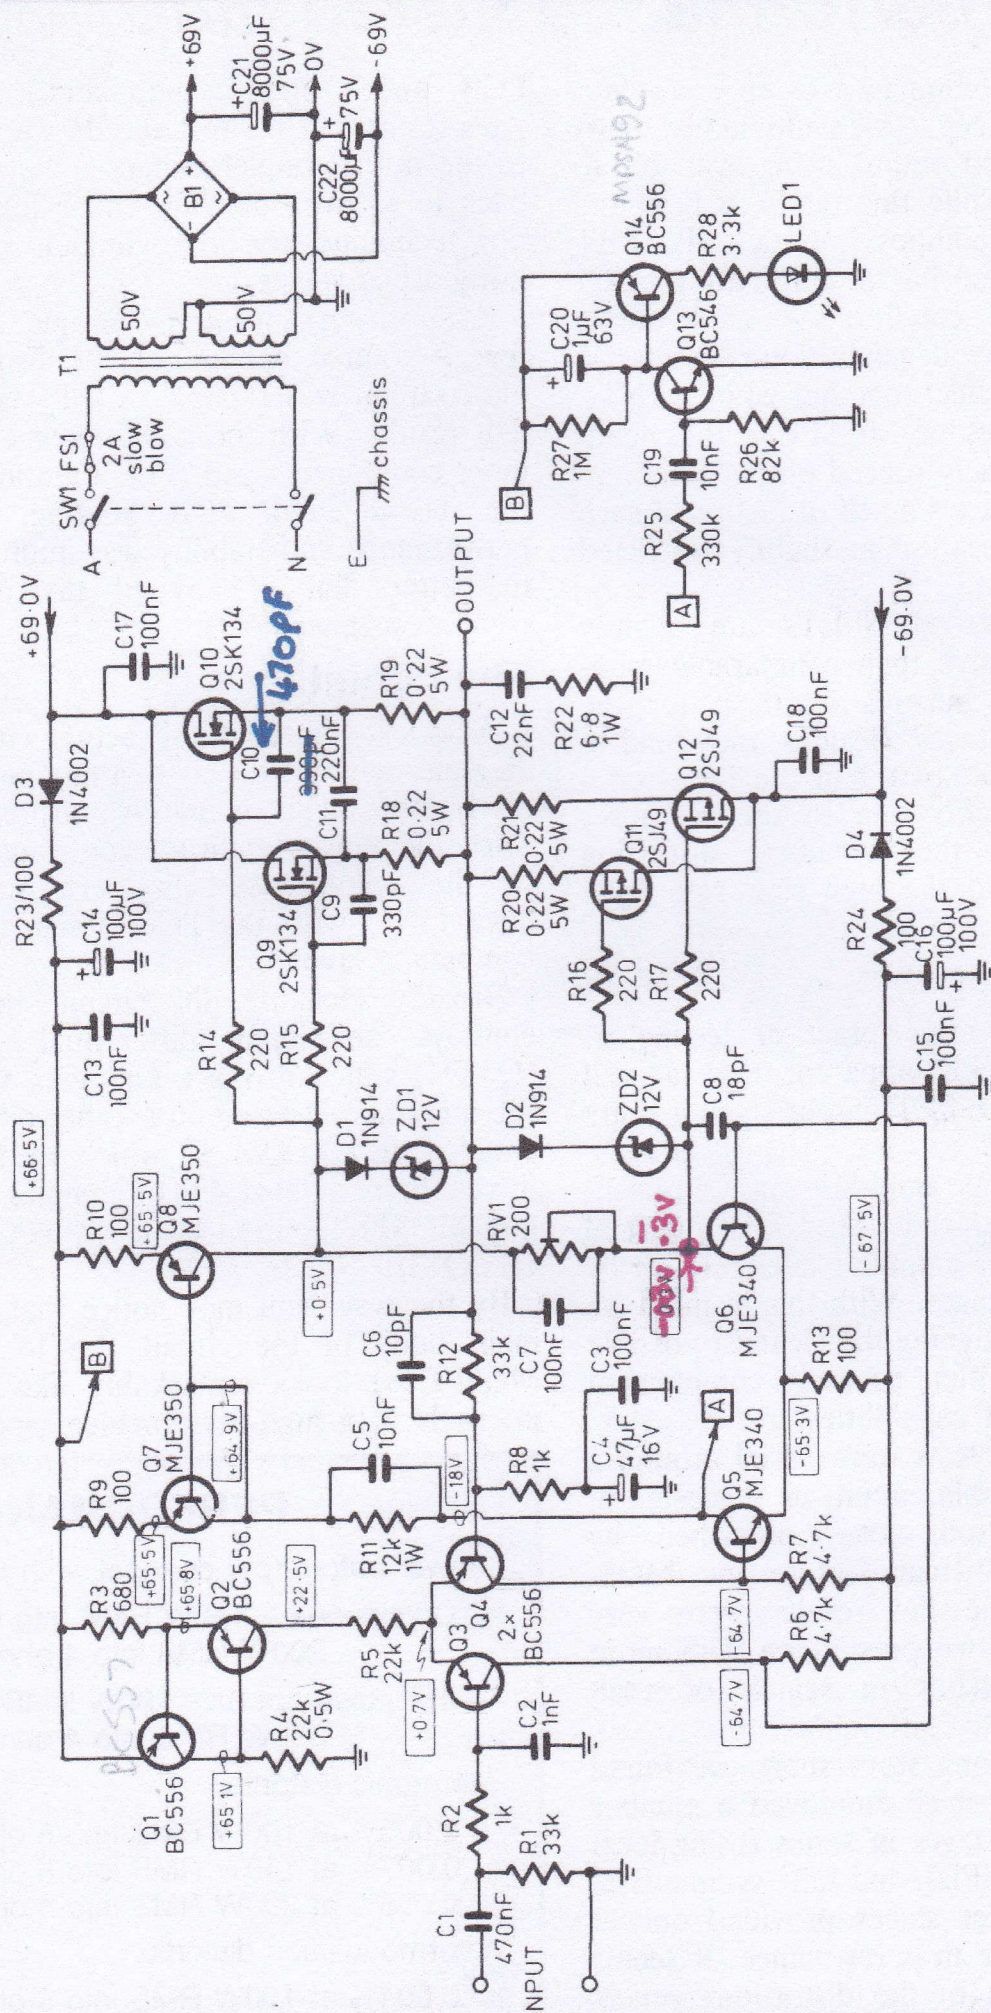 INPUT
C1
470nF
R2
1k
R1
33k
C2
1nF
Q1
BC556
BC557
+65.1V
R4
22k
0.5W
R3
680
+65.5V
+65.8V
Q2
BC556
+22.5V
R5
22k
+0.7V
Q3
Q4
2×
BC556
-64.7V
-64.7V
R6
4.7k
R7
4.7k
R9
100
Q7
MJE350
+64.9V
B
R11
12k
1W
C5
10nF
-18V
R8
1k
C4
47µF
16V
C3
100nF
A
Q5
MJE340
-65.3V
R13
100
+66.5V
R10
100
+65.5V
Q8
MJE350
+0.5V
C6
10pF
R12
33k
RV1
200
C7
100nF
-.3V
Q6
MJE340
-67.5V
D1
1N914
ZD1
12V
D2
1N914
ZD2
12V
C8
18pF
C13
100nF
C14
100µF
100V
R23/100
D3
1N4002
+69.0V
C17
100nF
R14
220
R15
220
Q9
2SK134
Q10
2SK134
C9
330pF
C10
330pF
470pF
C11
220nF
R18
0.22
5W
R19
0.22
5W
OUTPUT
C12
22nF
R22
6.8
1W
R20
0.22
5W
R21
0.22
5W
Q11
2SJ49
Q12
2SJ49
R16
220
R17
220
C18
100nF
C15
100nF
C16
100µF
100V
R24
100
D4
1N4002
-69.0V
A
N
E
chassis
SW1
FS1
2A
slow
blow
T1
50V
50V
B1
~
~
+
-
+69V
C21
8000µF
75V
0V
C22
8000µF
75V
-69V
A
R25
330k
C19
10nF
R26
82k
B
R27
1M
C20
1µF
63V
Q13
BC546
Q14
BC556
MPSA92
R28
3.3k
LED1